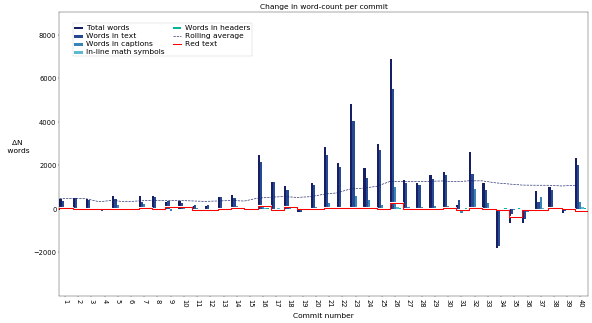 Change in word-count per commit
Total words
Words in text
Words in captions
in-line math symbols
Words in headers
Rolling average
Red text
8000
6000
4000
2000
0
−2000
ΔN
words
1 2 3 4 5 6 7 8 9 10 11 12 13 14 15 16 17 18 19 20 21 22 23 24 25 26 27 28 29 30 31 32 33 34 35 36 37 38 39 40
Commit number